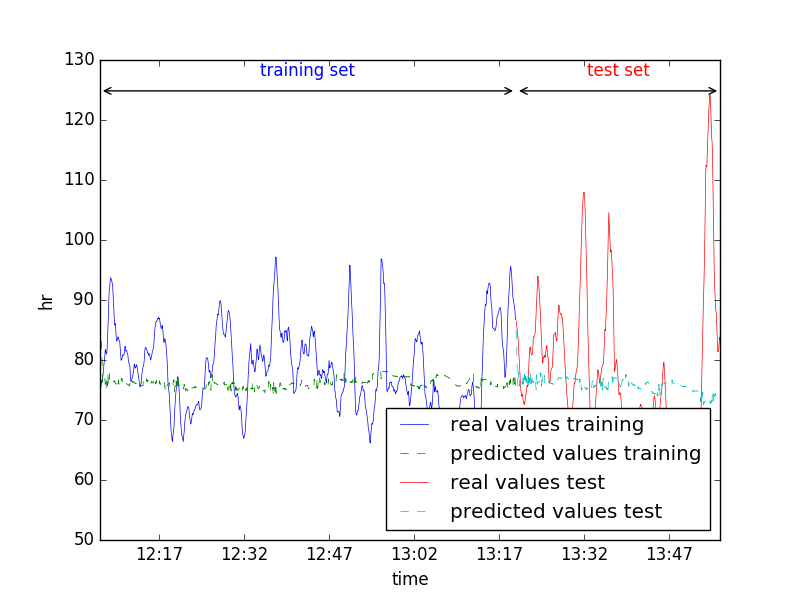 training set test set
130
120
110
100
90
80
70
60
50
hr
real values training
predicted values training
real values test
predicted values test
12:17 12:32 12:47 13:02 13:17 13:32 13:47
time